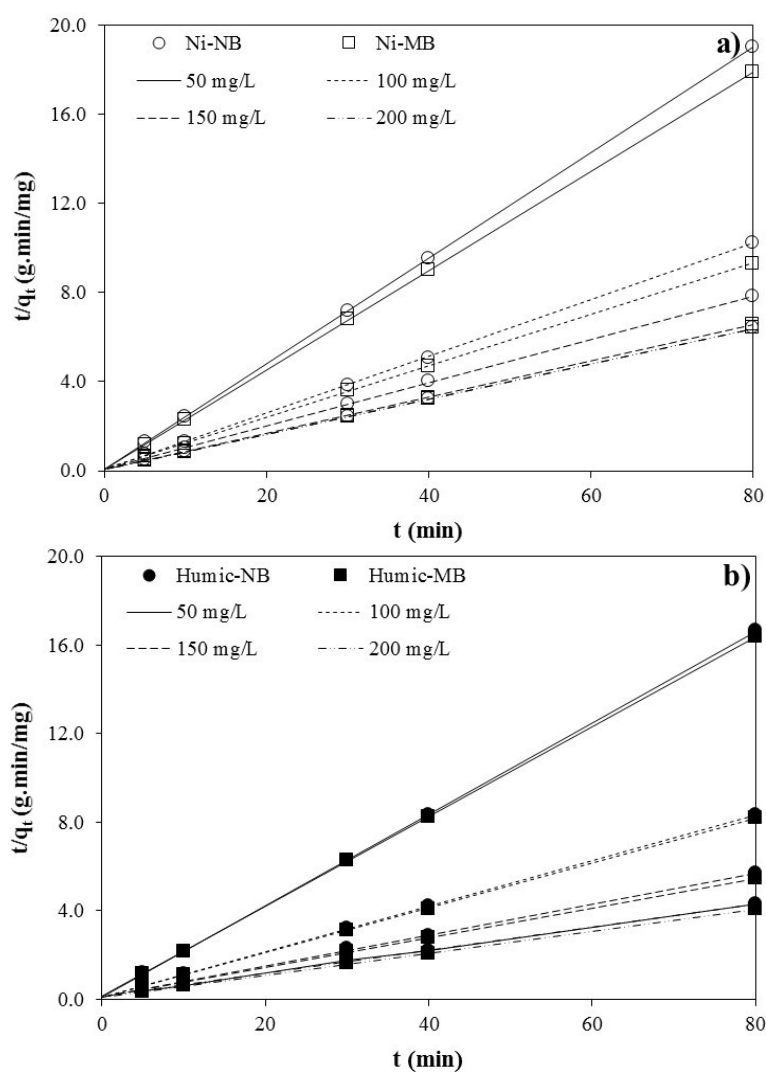 20.0
a)
Ni-NB
Ni-MB
50 mg/L
100 mg/L
150 mg/L
200 mg/L
16.0
12.0
8.0
4.0
0.0
t/qt (g.min/mg)
0
20
40
60
80
t (min)
20.0
b)
Humic-NB
Humic-MB
50 mg/L
100 mg/L
150 mg/L
200 mg/L
16.0
12.0
8.0
4.0
0.0
t/qt (g.min/mg)
0
20
40
60
80
t (min)